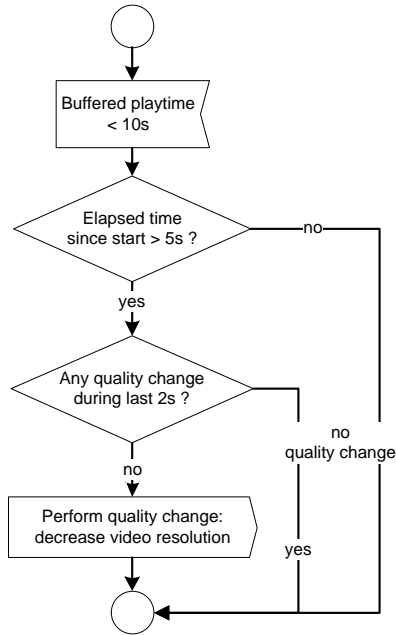 Buffered playtime
< 10s
Elapsed time
since start > 5s ?
no
yes
Any quality change
during last 2s ?
no
quality change
no
Perform quality change:
decrease video resolution
yes